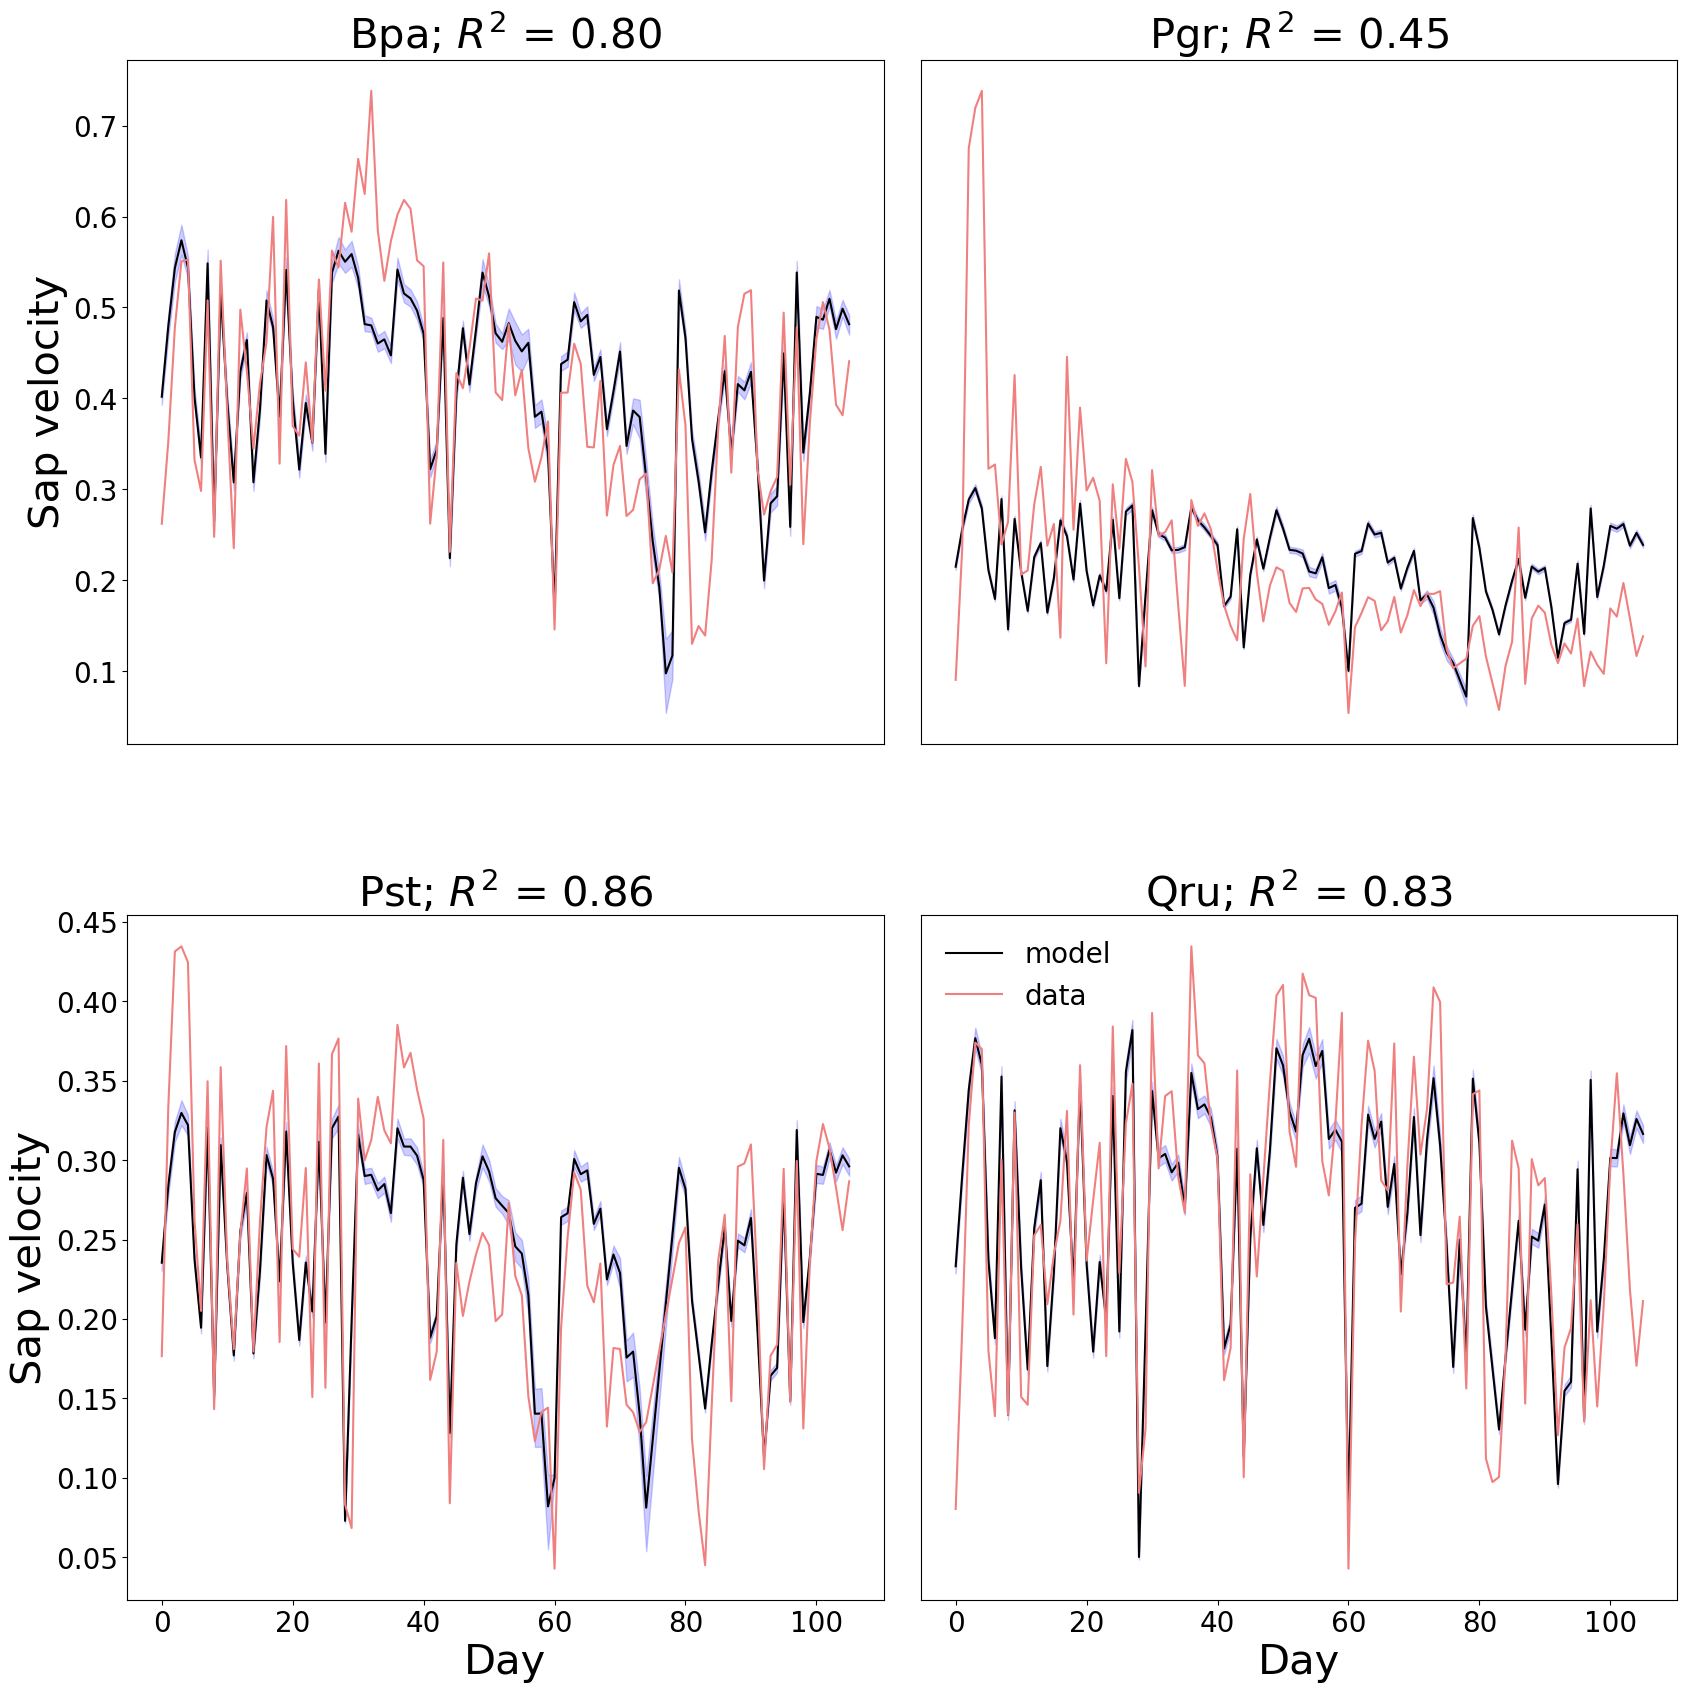 Bpa; R² = 0.80
Pgr; R² = 0.45
0.7
0.6
0.5
0.4
0.3
0.2
0.1
Sap velocity
Pst; R² = 0.86
Qru; R² = 0.83
0.45
0.40
0.35
0.30
0.25
0.20
0.15
0.10
0.05
Sap velocity
model
data
0 20 40 60 80 100
0 20 40 60 80 100
Day
Day